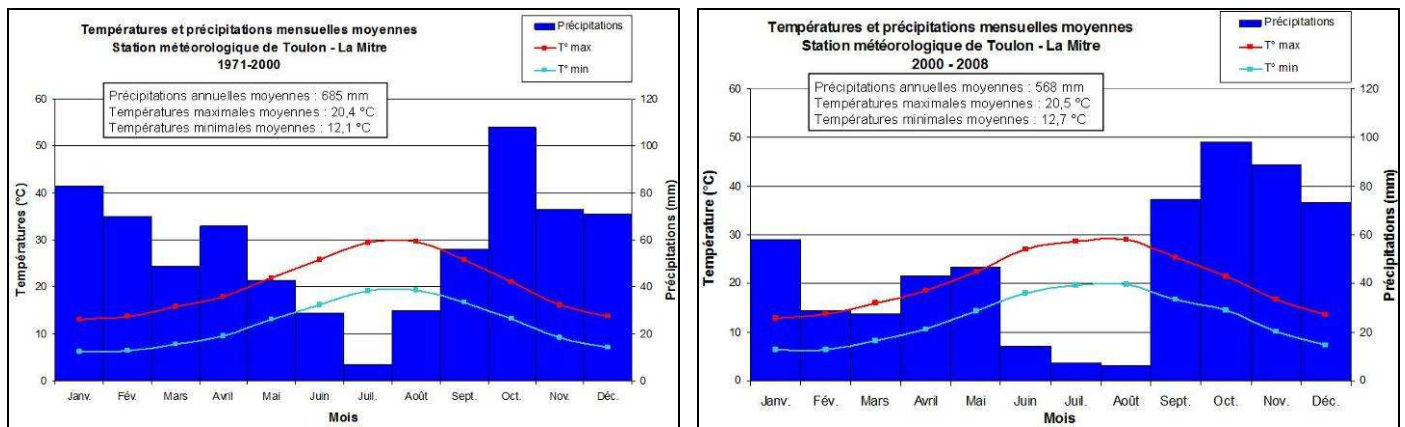 Températures et précipitations mensuelles moyennes
Station météorologique de Toulon - La Mitre
1971-2000
Précipitations
T° max
T° min
Précipitations annuelles moyennes : 685 mm
Températures maximales moyennes : 20,4 °C
Températures minimales moyennes : 12,1 °C
Températures (°C)
60
50
40
30
20
10
0
Précipitations (mm)
120
100
80
60
40
20
0
Janv. Fév. Mars Avril Mai Juin Juil. Août Sept. Oct. Nov. Déc.
Mois
Températures et précipitations mensuelles moyennes
Station météorologique de Toulon - La Mitre
2000 - 2008
Précipitations
T° max
T° min
Précipitations annuelles moyennes : 568 mm
Températures maximales moyennes : 20,5 °C
Températures minimales moyennes : 12,7 °C
Température (°C)
60
50
40
30
20
10
0
Précipitations (mm)
120
100
80
60
40
20
0
Janv. Fév. Mars Avril Mai Juin Juil. Août Sept. Oct. Nov. Déc.
Mois